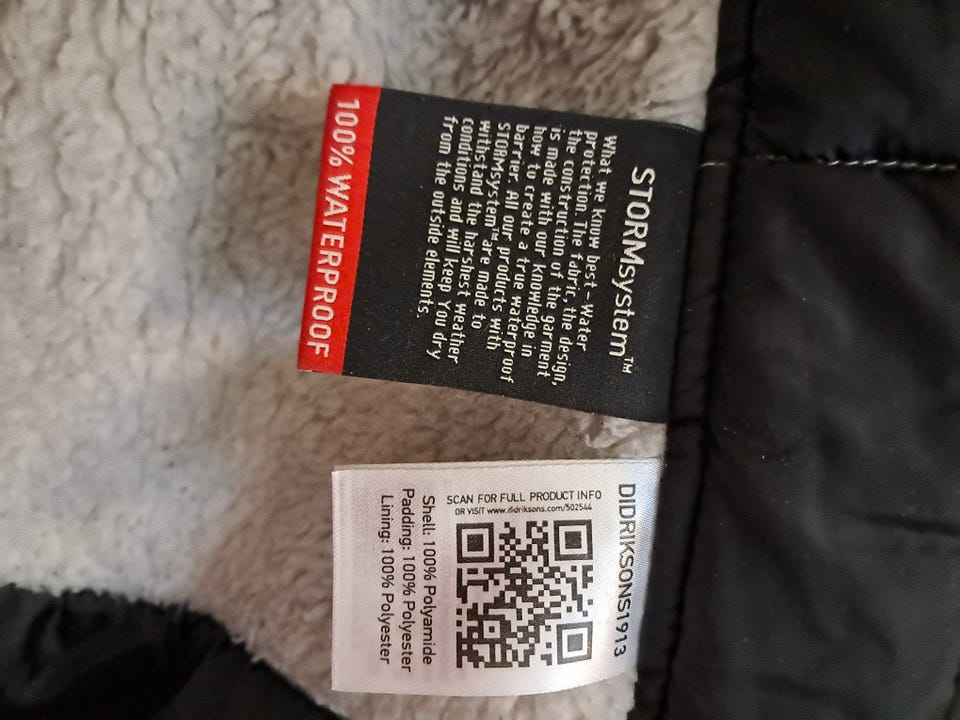 STORMsystem™
What we know best - water
protection. The fabric, the design,
the construction of the garment
is made with our knowledge in
how to create a true waterproof
barrier. All our products with
STORMsystem™ are made to
withstand the harshest weather
conditions and will keep You dry
from the outside elements.
100% WATERPROOF
DIDRIKSONS1913
SCAN FOR FULL PRODUCT INFO
OR VISIT www.didriksons.com/502544
Shell: 100% Polyamide
Padding: 100% Polyester
Lining: 100% Polyester